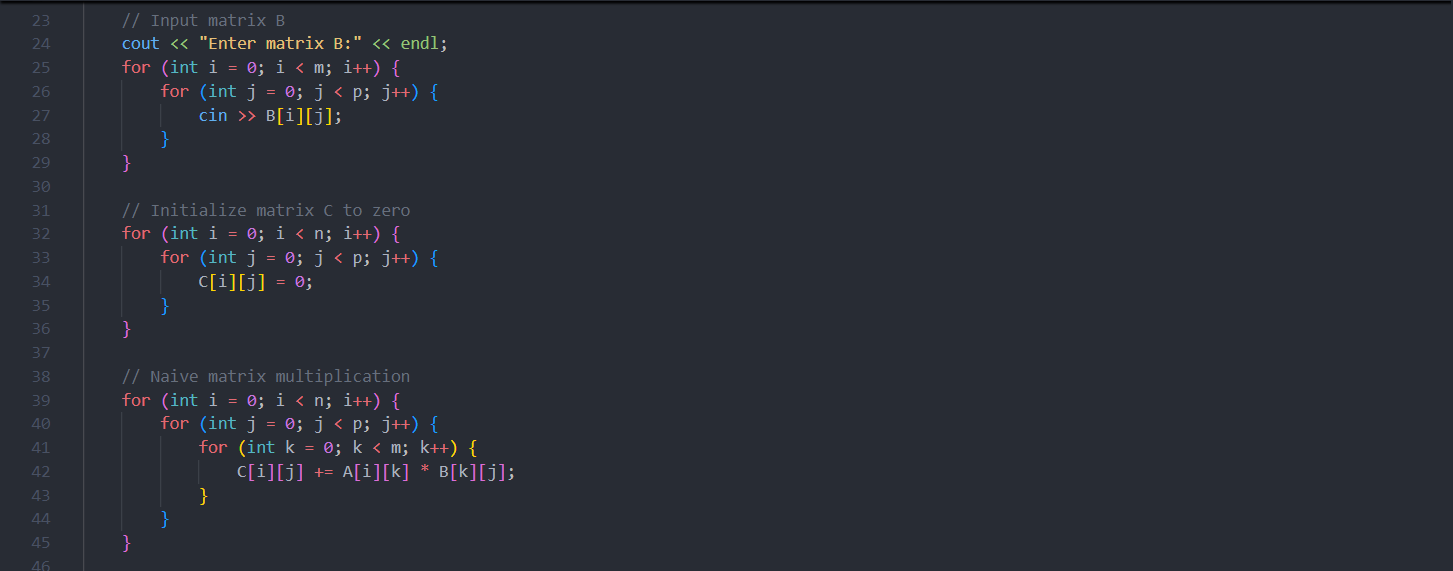 23 // Input matrix B
24 cout << "Enter matrix B:" << endl;
25 for (int i = 0; i < m; i++) {
26 for (int j = 0; j < p; j++) {
27 cin >> B[i][j];
28 }
29 }
30
31 // Initialize matrix C to zero
32 for (int i = 0; i < n; i++) {
33 for (int j = 0; j < p; j++) {
34 C[i][j] = 0;
35 }
36 }
37
38 // Naive matrix multiplication
39 for (int i = 0; i < n; i++) {
40 for (int j = 0; j < p; j++) {
41 for (int k = 0; k < m; k++) {
42 C[i][j] += A[i][k] * B[k][j];
43 }
44 }
45 }
46